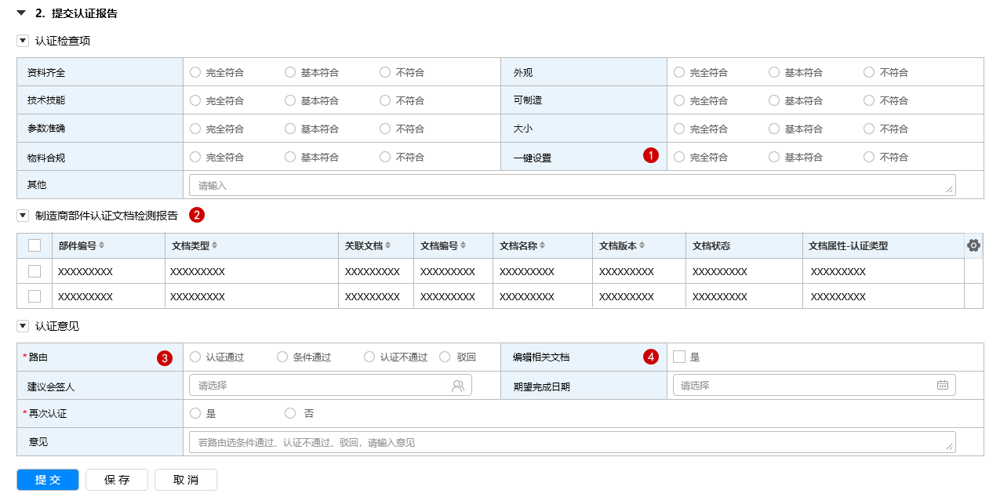 2. 提交认证报告
认证检查项
资料齐全 完全符合 基本符合 不符合 外观 完全符合 基本符合 不符合
技术技能 完全符合 基本符合 不符合 可制造 完全符合 基本符合 不符合
参数准确 完全符合 基本符合 不符合 大小 完全符合 基本符合 不符合
物料合规 完全符合 基本符合 不符合 一键设置 1 完全符合 基本符合 不符合
其他 请输入
制造商部件认证文档检测报告 2
部件编号 文档类型 关联文档 文档编号 文档名称 文档版本 文档状态 文档属性-认证类型
XXXXXXXXX XXXXXXXXX XXXXXXXXX XXXXXXXXX XXXXXXXXX XXXXXXXXX XXXXXXXXX XXXXXXXXX
XXXXXXXXX XXXXXXXXX XXXXXXXXX XXXXXXXXX XXXXXXXXX XXXXXXXXX XXXXXXXXX XXXXXXXXX
认证意见
*路由 3 认证通过 条件通过 认证不通过 驳回 编辑相关文档 4 是
建议会签人 请选择 期望完成日期 请选择
*再次认证 是 否
意见 若路由选条件通过、认证不通过、驳回，请输入意见
提交 保存 取消